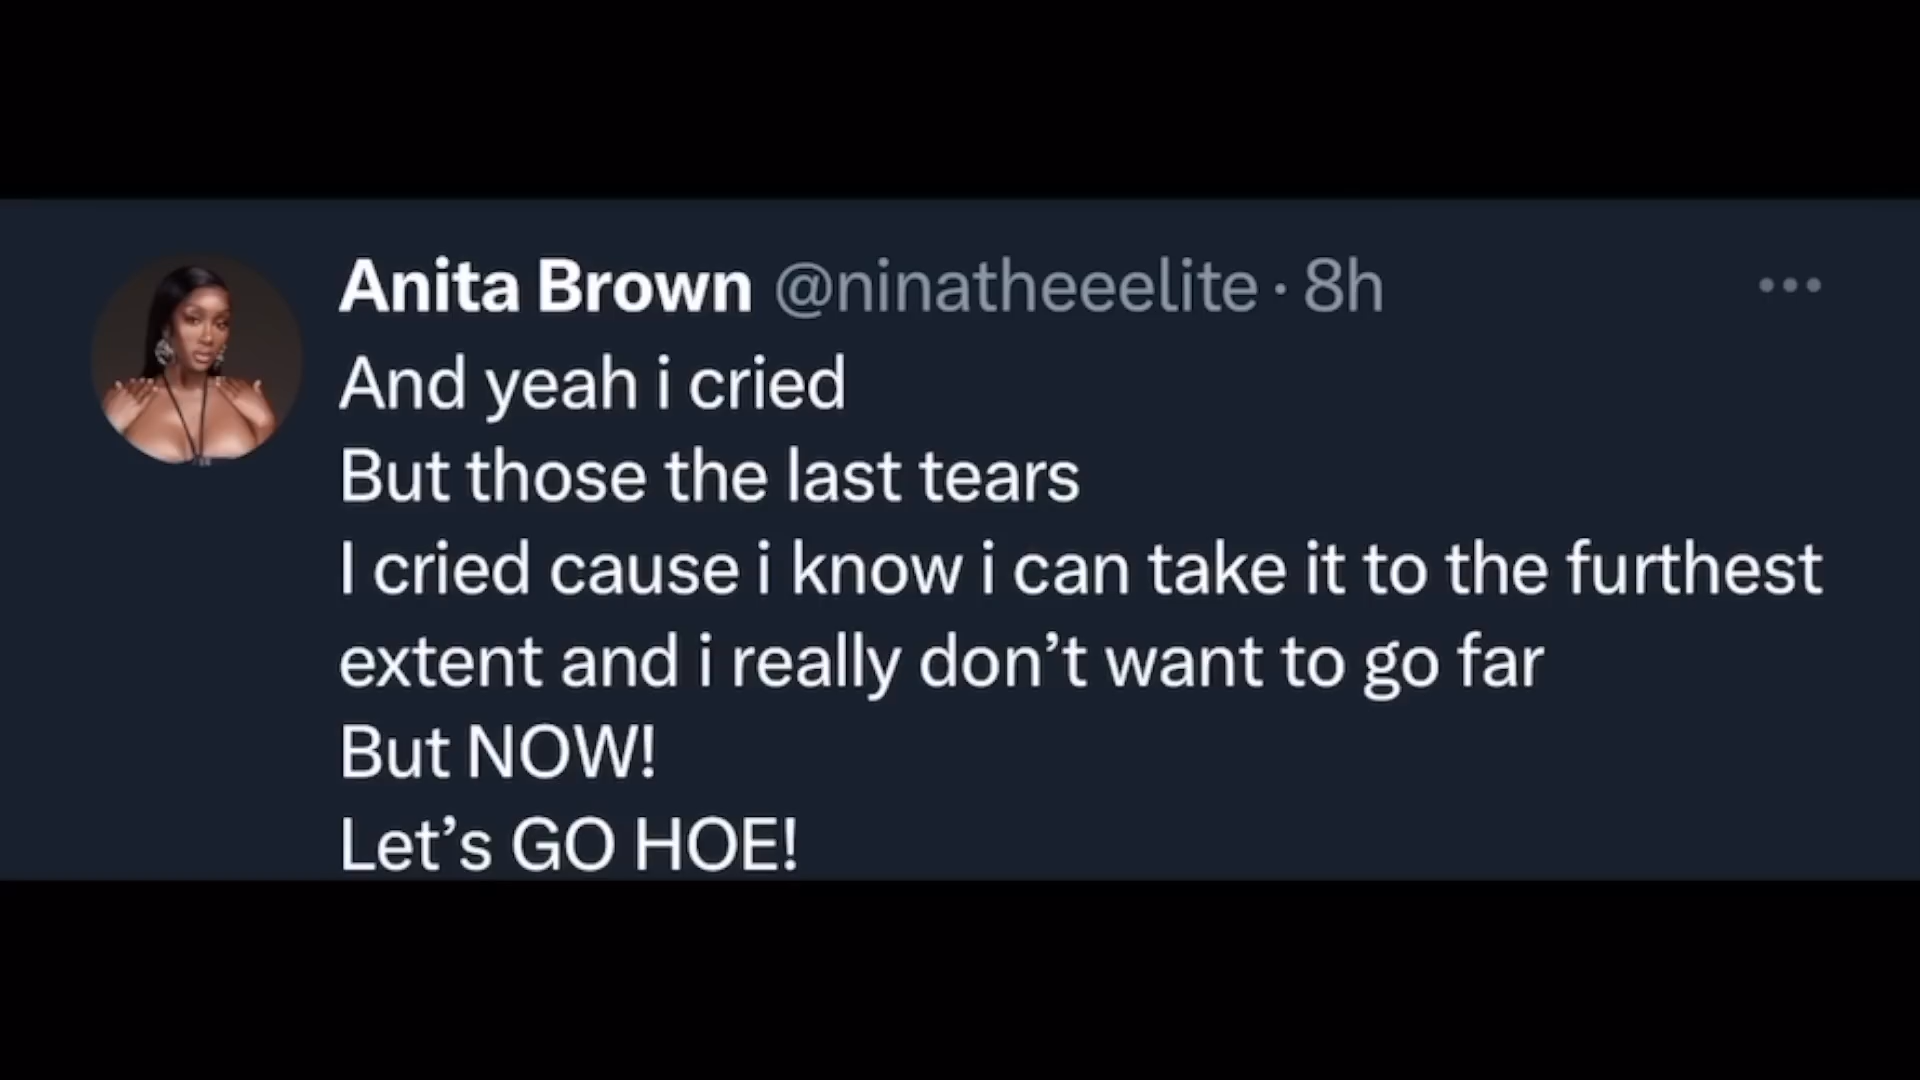 Anita Brown @ninatheeelite · 8h
And yeah i cried
But those the last tears
I cried cause i know i can take it to the furthest
extent and i really don’t want to go far
But NOW!
Let’s GO HOE!